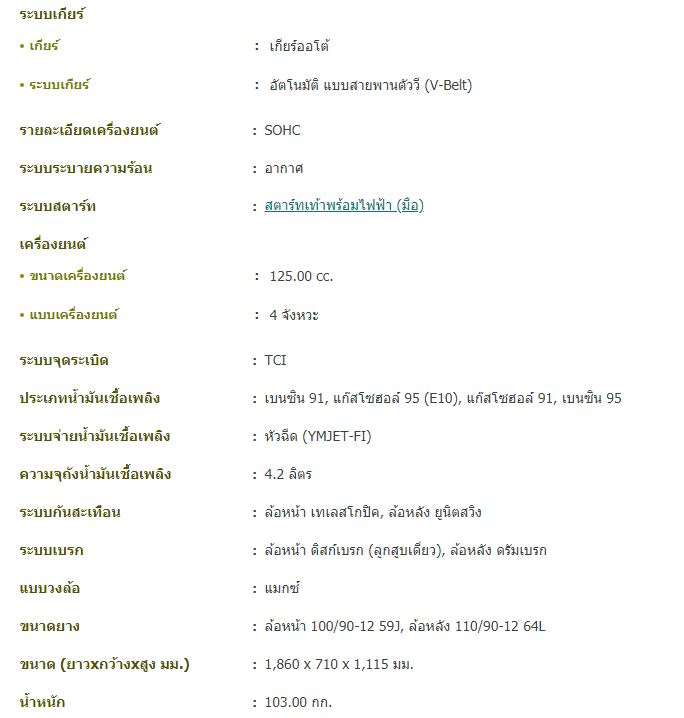 ระบบเกียร์
• เกียร์ : เกียร์ออโต้
• ระบบเกียร์ : อัตโนมัติ แบบสายพานตัววี (V-Belt)
รายละเอียดเครื่องยนต์ : SOHC
ระบบระบายความร้อน : อากาศ
ระบบสตาร์ท : สตาร์ทเท้าพร้อมไฟฟ้า (มือ)
เครื่องยนต์
• ขนาดเครื่องยนต์ : 125.00 cc.
• แบบเครื่องยนต์ : 4 จังหวะ
ระบบจุดระเบิด : TCI
ประเภทน้ำมันเชื้อเพลิง : เบนซิน 91, แก๊สโซฮอล์ 95 (E10), แก๊สโซฮอล์ 91, เบนซิน 95
ระบบจ่ายน้ำมันเชื้อเพลิง : หัวฉีด (YMJET-FI)
ความจุถังน้ำมันเชื้อเพลิง : 4.2 ลิตร
ระบบกันสะเทือน : ล้อหน้า เทเลสโกปิค, ล้อหลัง ยูนิตสวิง
ระบบเบรก : ล้อหน้า ดิสก์เบรก (ลูกสูบเดี่ยว), ล้อหลัง ดรัมเบรก
แบบวงล้อ : แมกซ์
ขนาดยาง : ล้อหน้า 100/90-12 59J, ล้อหลัง 110/90-12 64L
ขนาด (ยาวxกว้างxสูง มม.) : 1,860 x 710 x 1,115 มม.
น้ำหนัก : 103.00 กก.